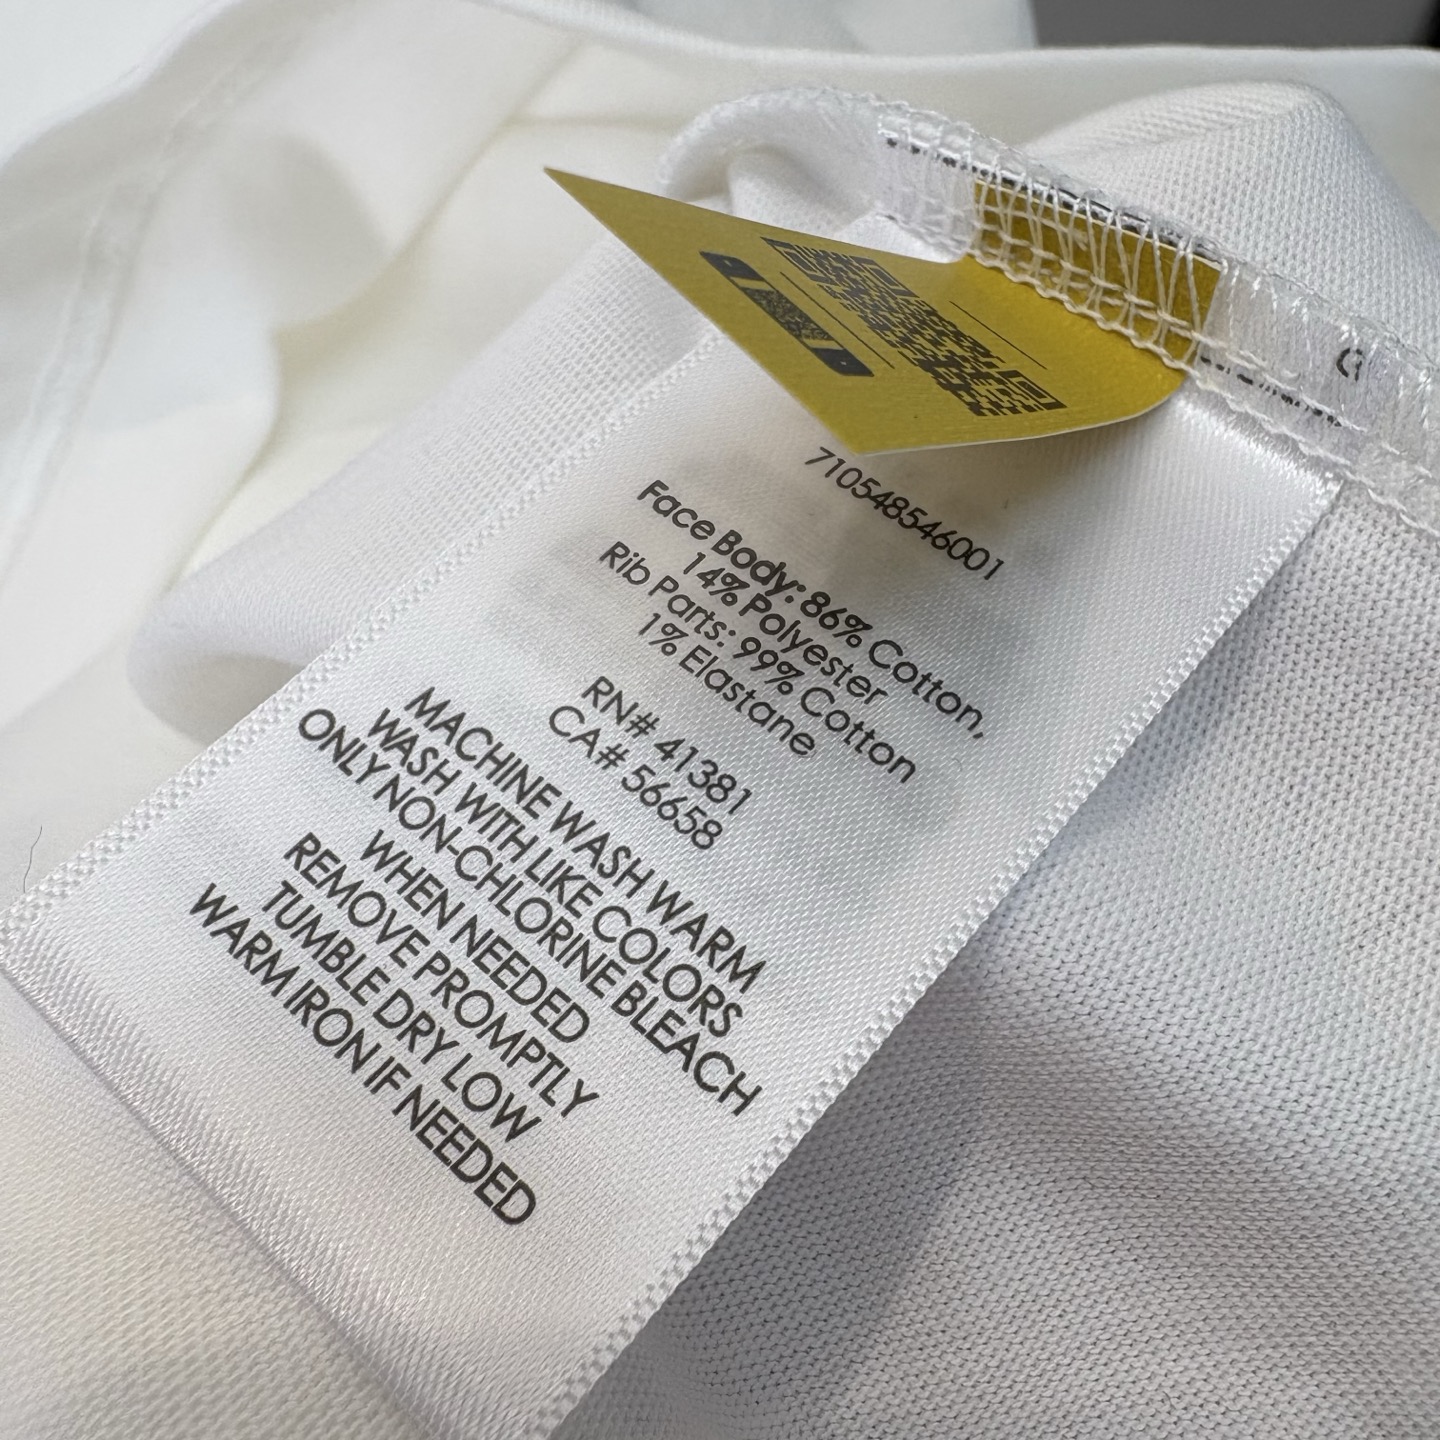 710548546001
Face Body: 86% Cotton,
14% Polyester
Rib Parts: 99% Cotton
1% Elastane
RN# 41381
CA# 56658
MACHINE WASH WARM
WASH WITH LIKE COLORS
ONLY NON-CHLORINE BLEACH
WHEN NEEDED
REMOVE PROMPTLY
TUMBLE DRY LOW
WARM IRON IF NEEDED